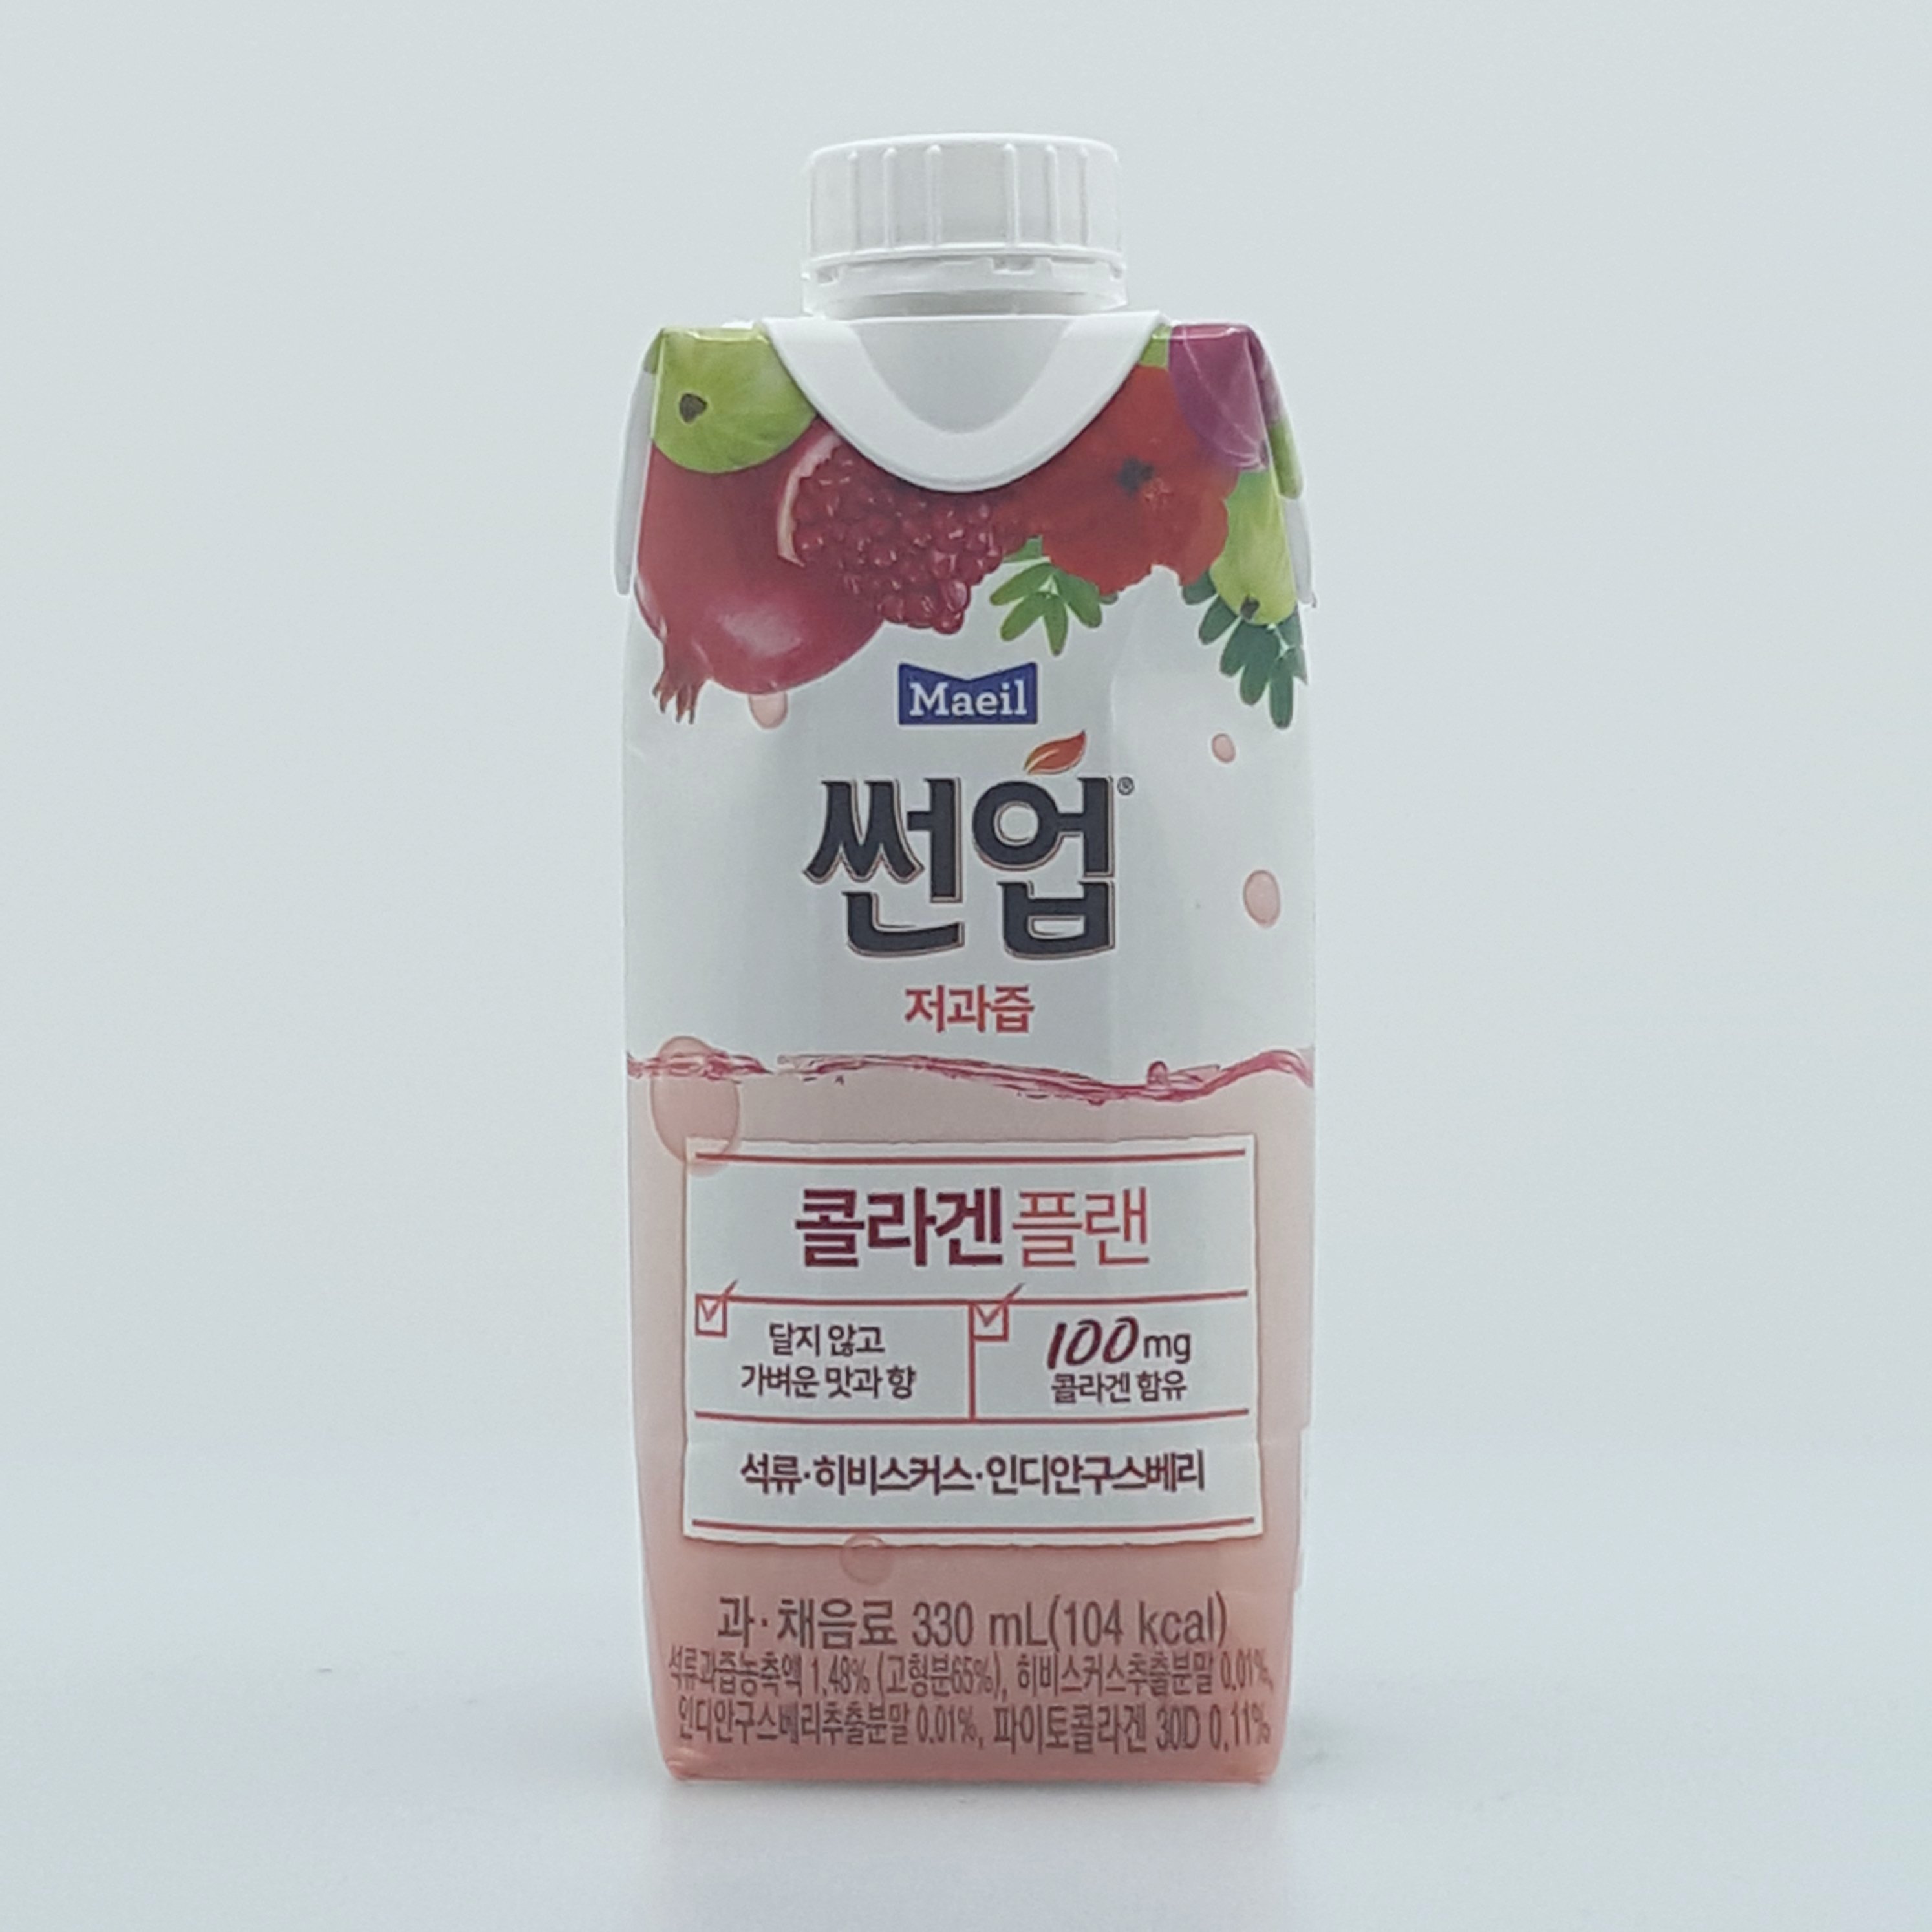 Maeil
썬업®
저과즙
콜라겐플랜
달지 않고
가벼운 맛과 향
100mg
콜라겐 함유
석류·히비스커스·인디안구스베리
과·채음료 330 mL(104 kcal)
석류과즙농축액 1.48% (고형분65%), 히비스커스추출분말 0.01%,
인디안구스베리추출분말 0.01%, 파이토콜라겐 30D 0.11%